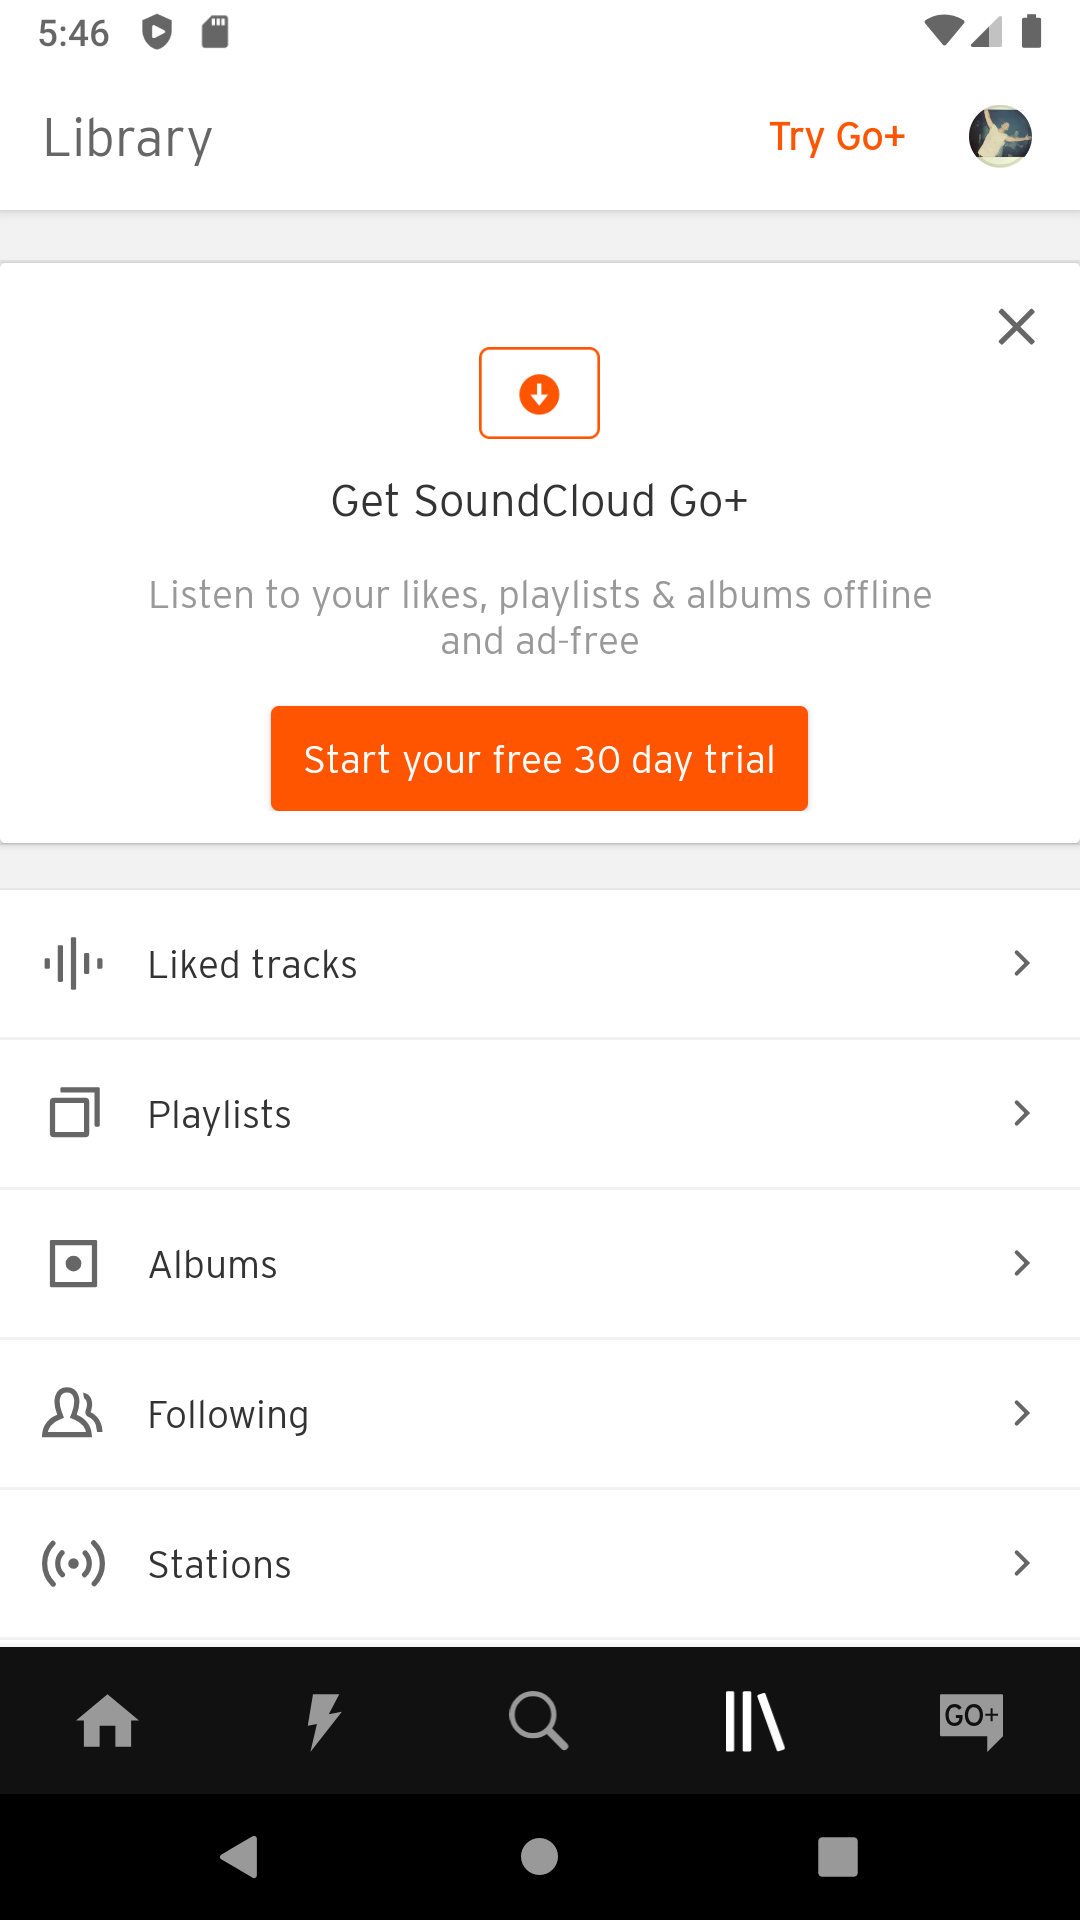 5:46
Library
Try Go+
Get SoundCloud Go+
Listen to your likes, playlists & albums offline
and ad-free
Start your free 30 day trial
Liked tracks
Playlists
Albums
Following
Stations
GO+